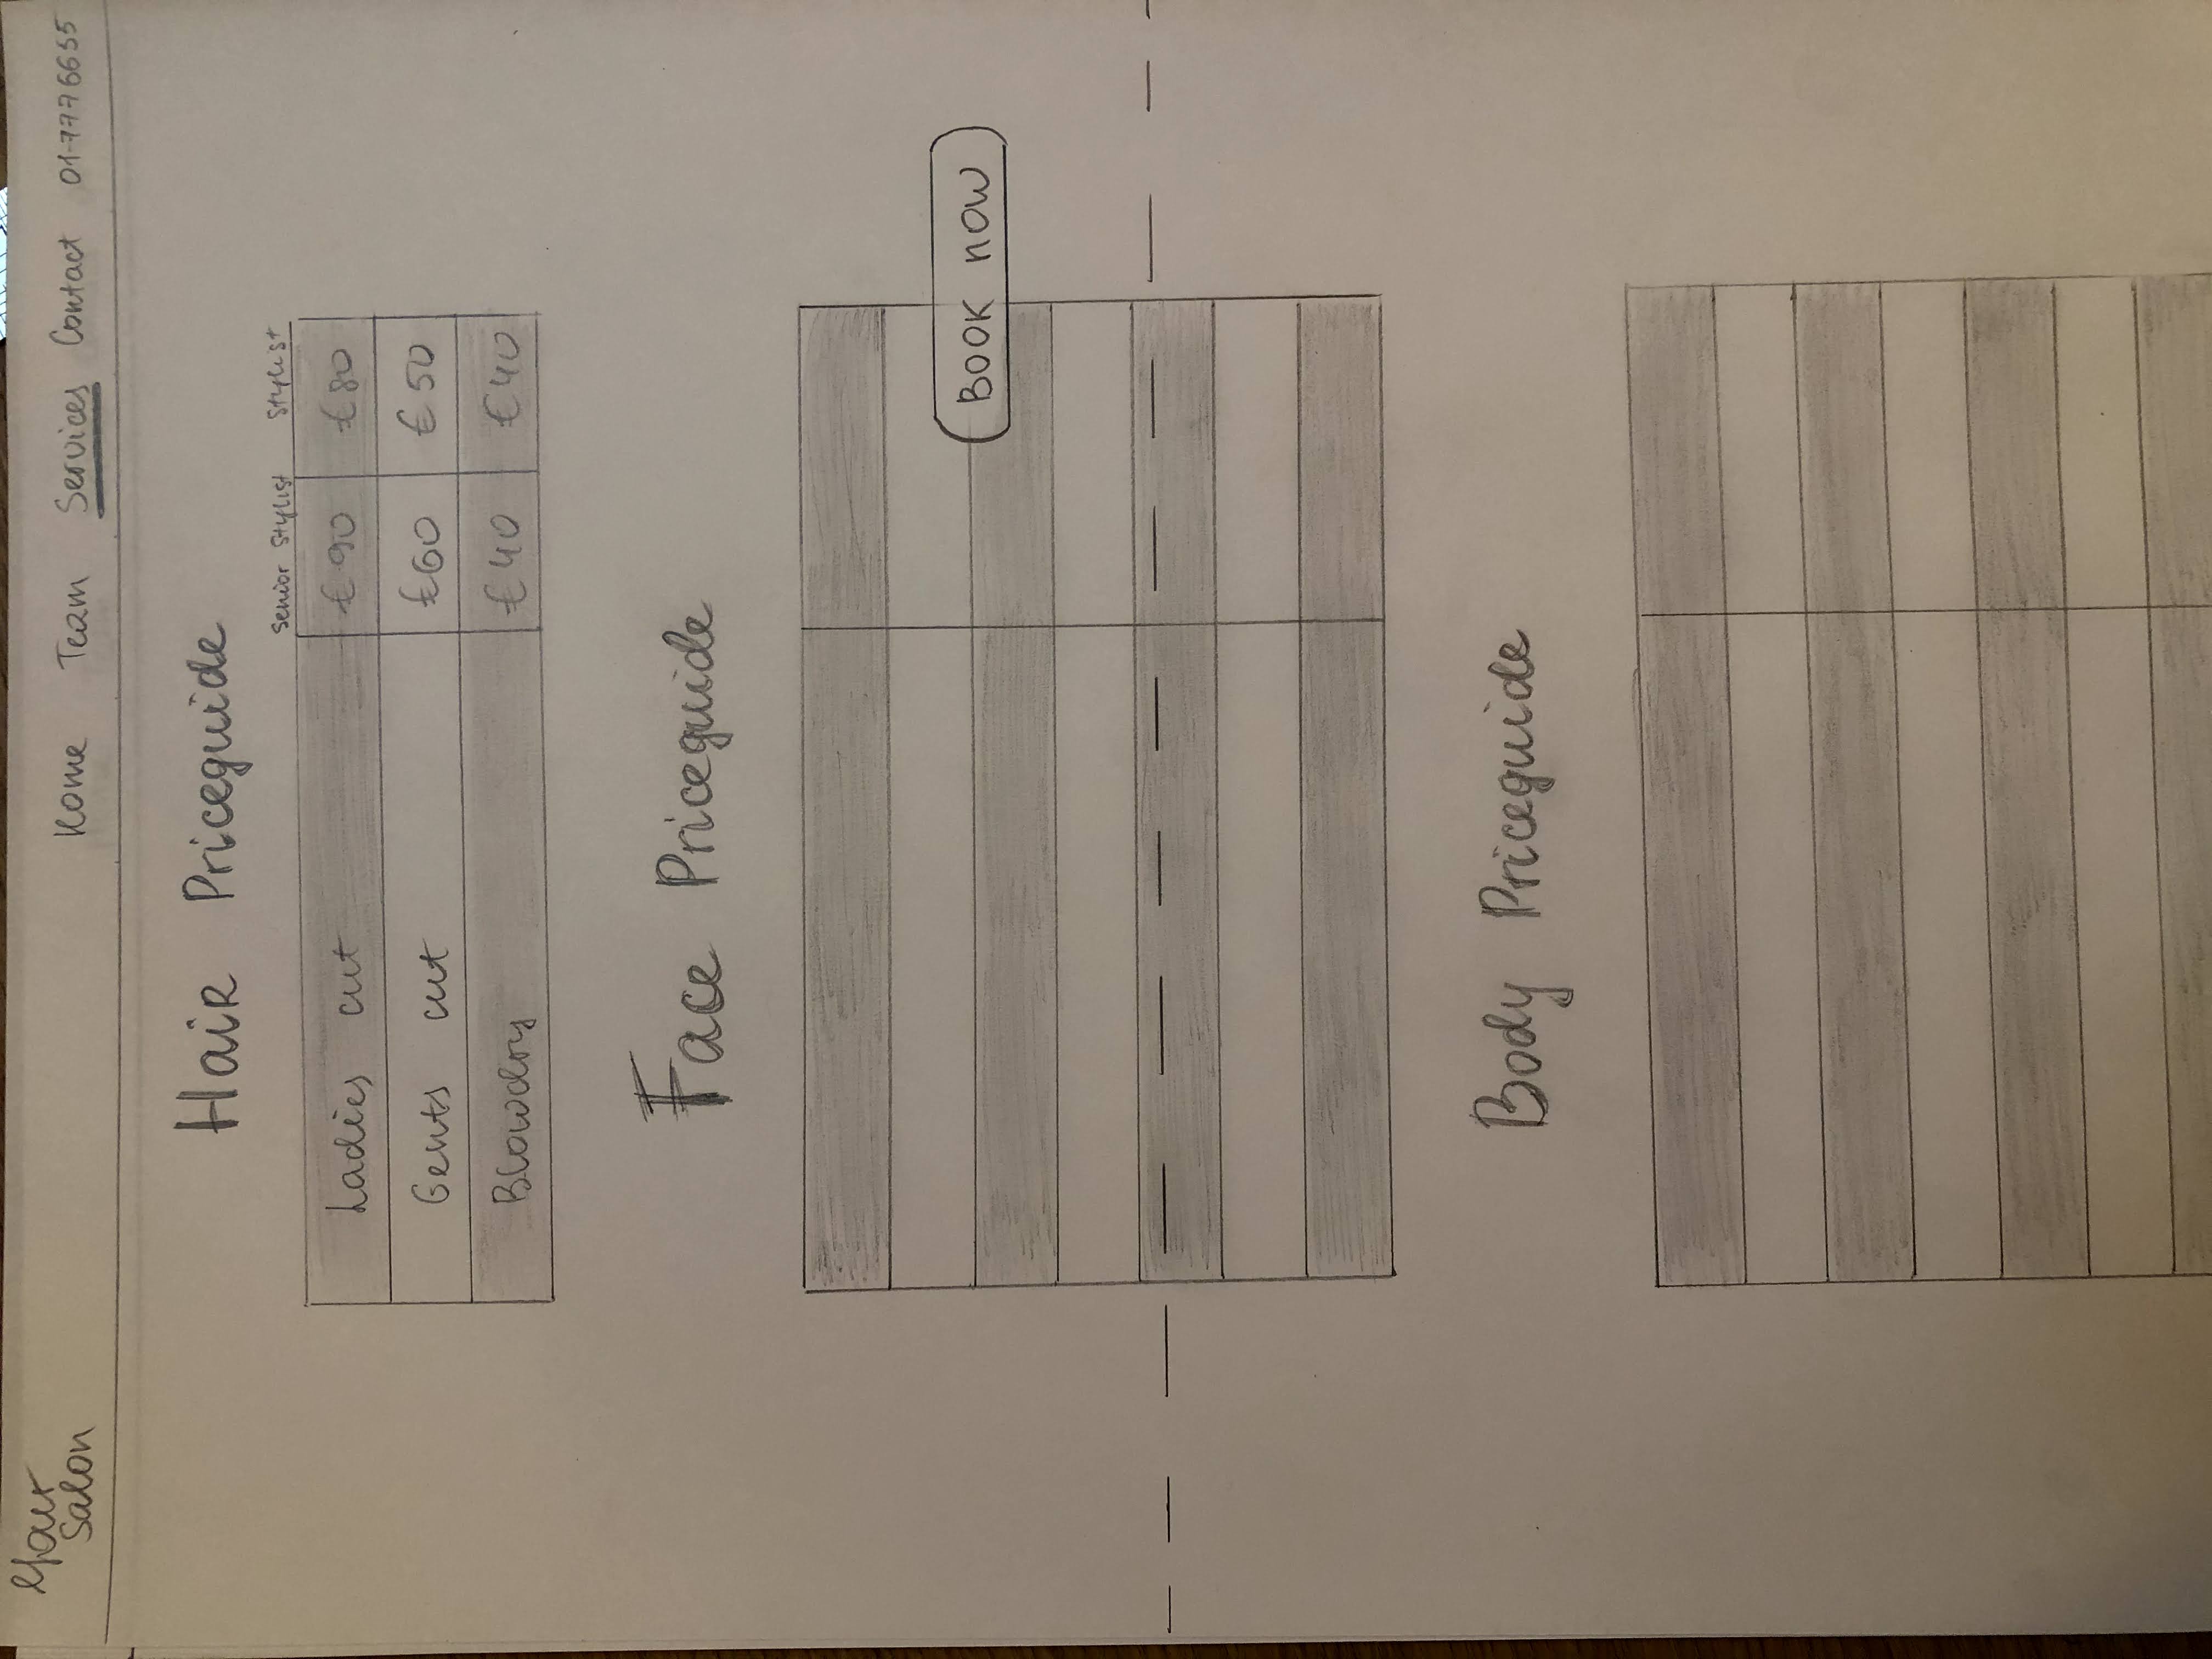 Your
Salon
Home Team Services Contact 01-7776655
Hair Priceguide
Senior Stylist Stylist
Ladies cut €90 €80
Gents cut €60 €50
Blowdry €40 €40
Face Priceguide
BOOK NOW
Body Priceguide